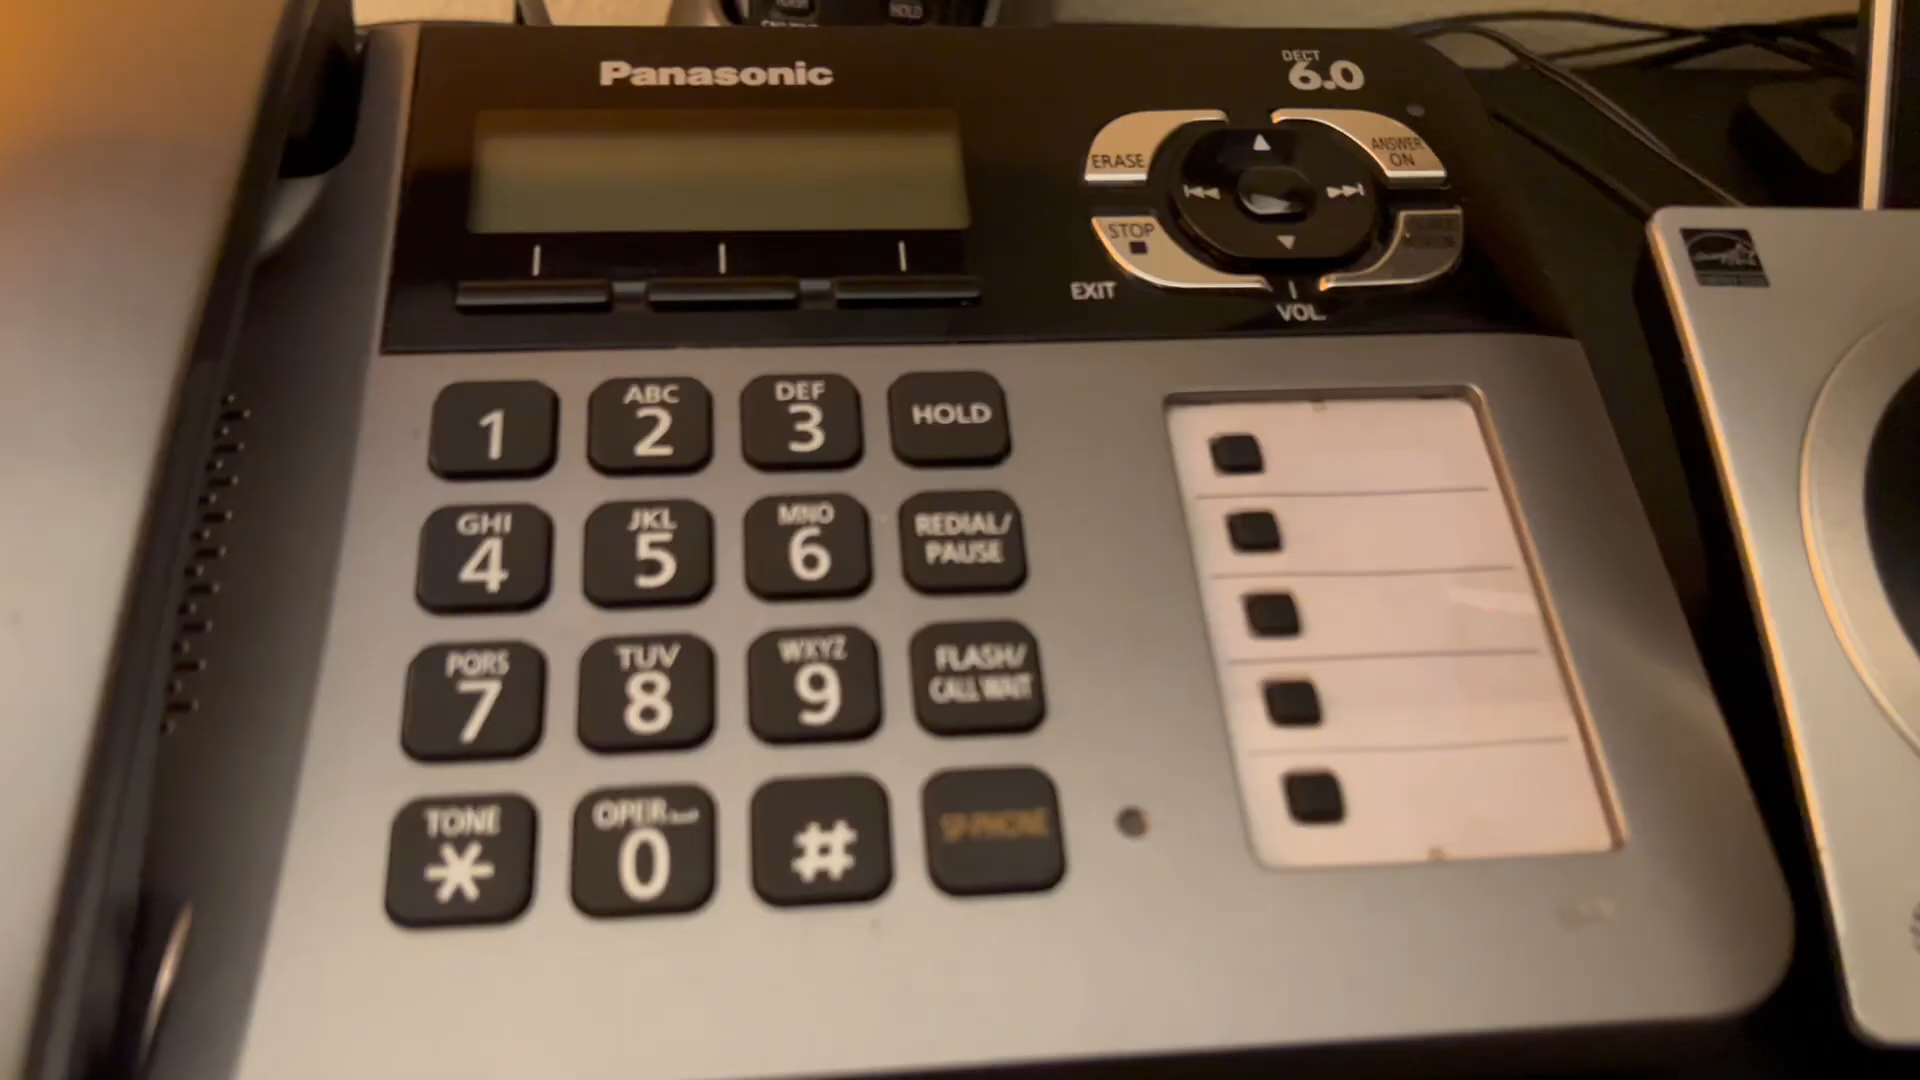 HOLD
Panasonic
DECT
6.0
ERASE
ANSWER
ON
STOP
EXIT
VOL.
1
ABC
2
DEF
3
HOLD
GHI
4
JKL
5
MNO
6
REDIAL/
PAUSE
PQRS
7
TUV
8
WXYZ
9
FLASH/
CALL WAIT
TONE
*
OPER
0
#
SP-PHONE